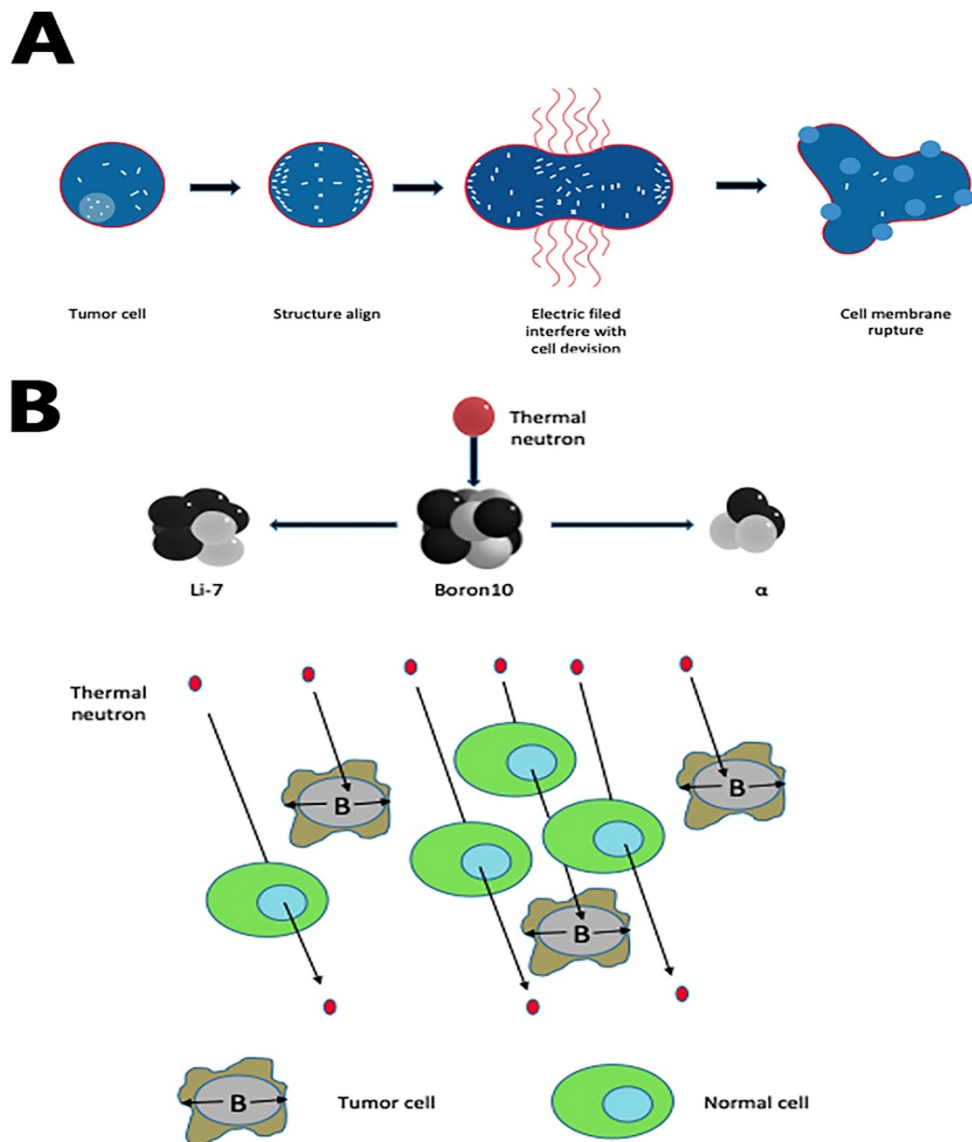 A
Tumor cell
Structure align
Electric filed
interfere with
cell devision
Cell membrane
rupture
B
Thermal
neutron
Li-7
Boron10
α
Thermal
neutron
B
B
B
B
Tumor cell
Normal cell